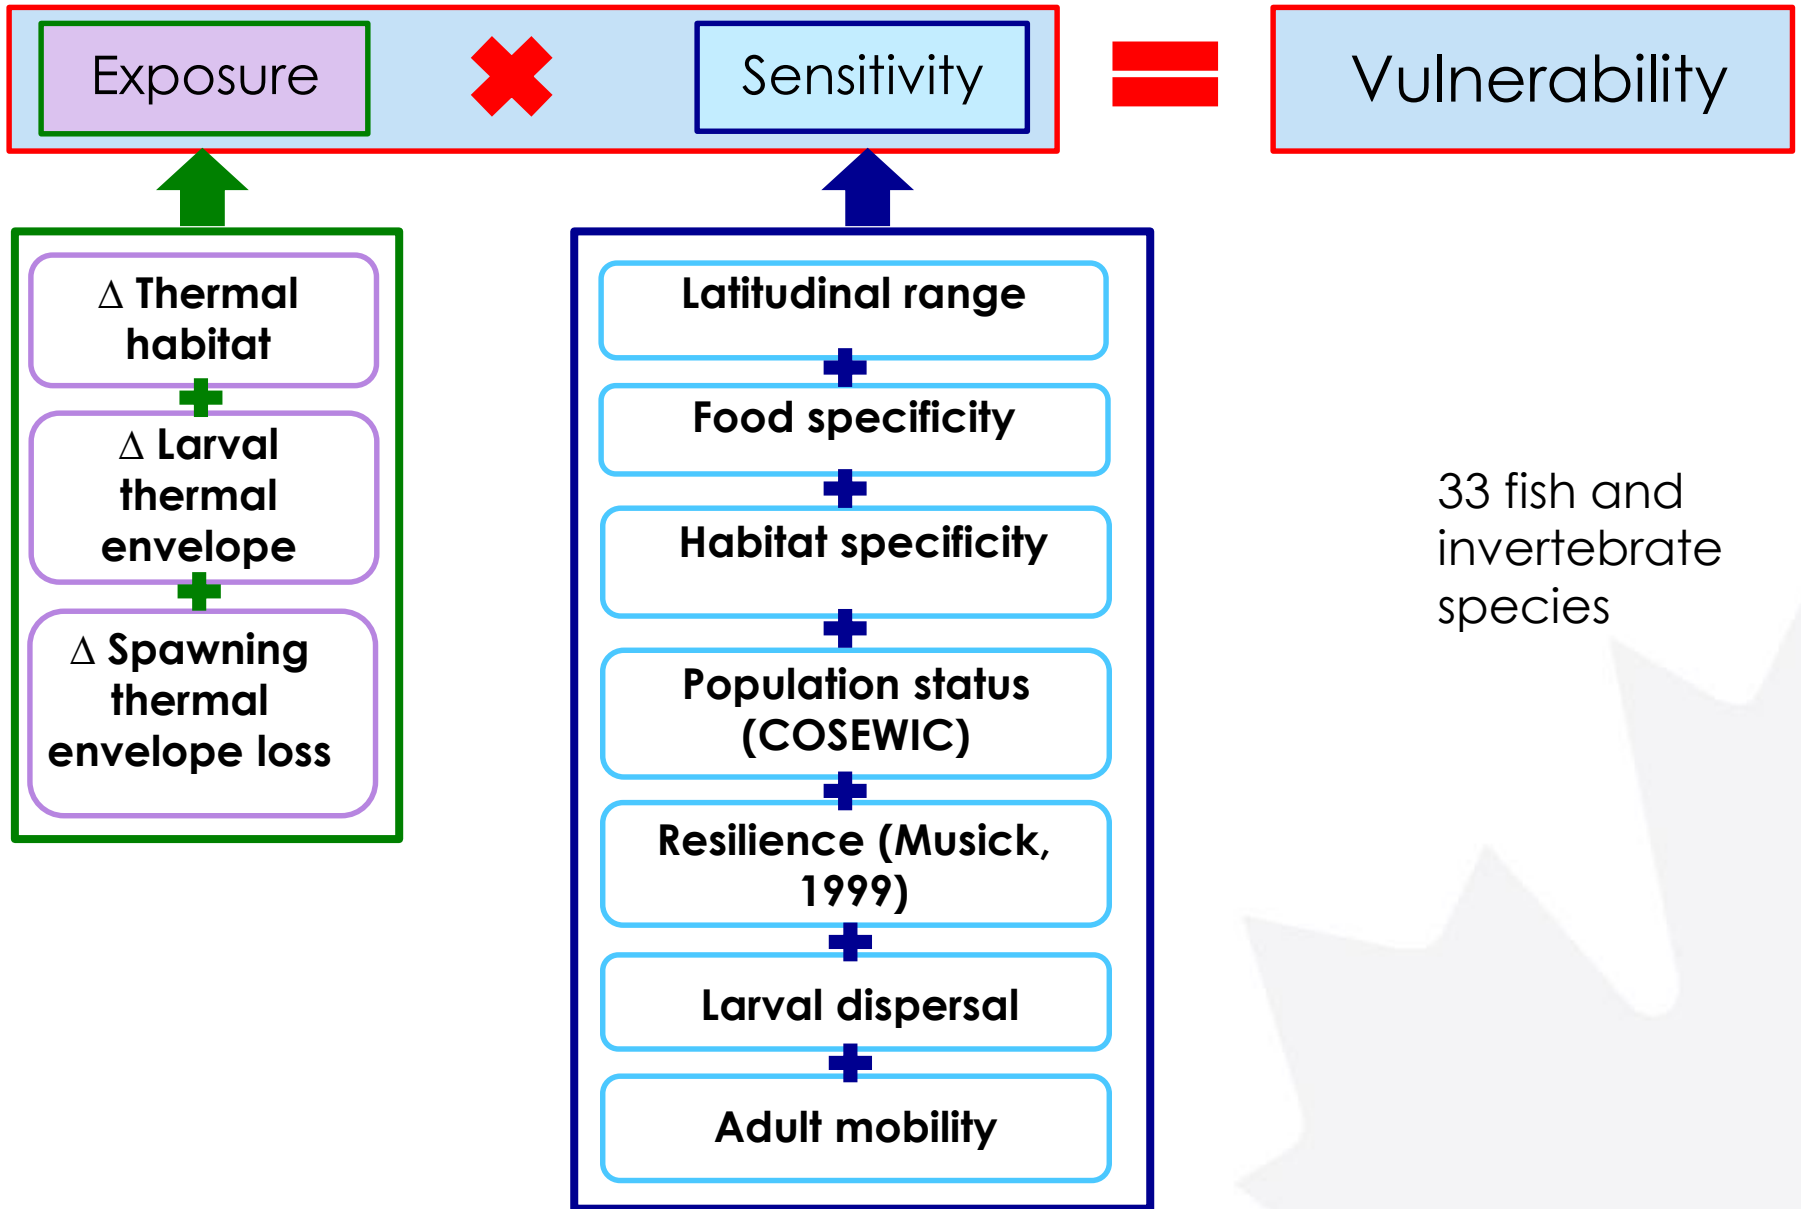 Exposure
Sensitivity
Vulnerability
∆ Thermal
habitat
∆ Larval
thermal
envelope
∆ Spawning
thermal
envelope loss
Latitudinal range
Food specificity
Habitat specificity
Population status
(COSEWIC)
Resilience (Musick,
1999)
Larval dispersal
Adult mobility
33 fish and
invertebrate
species